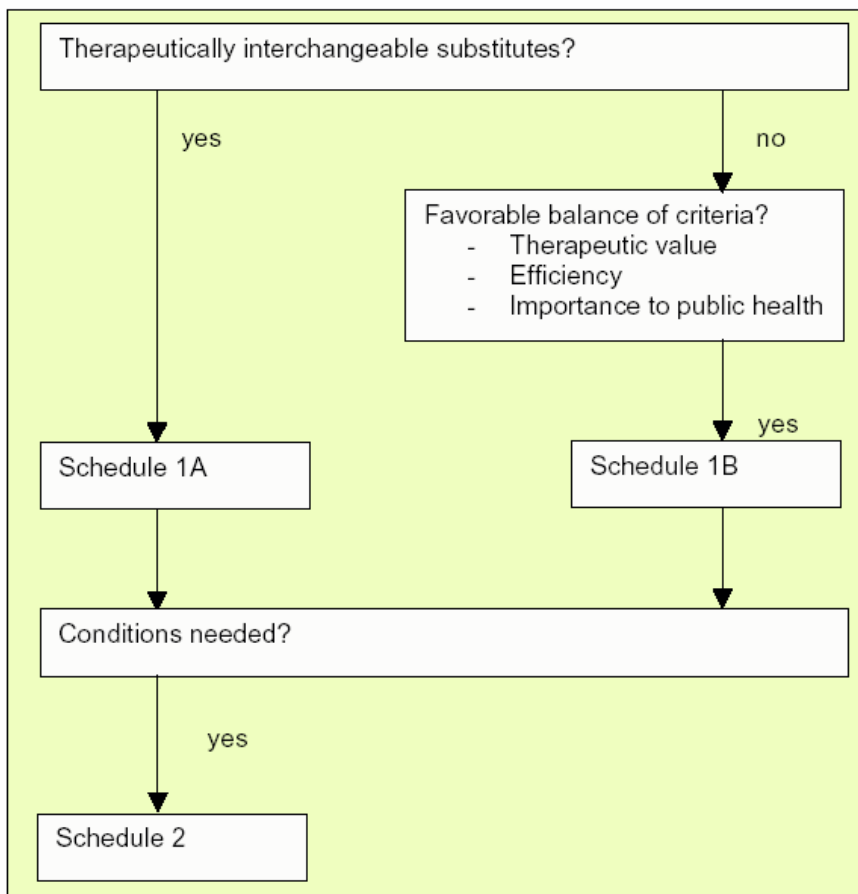 Therapeutically interchangeable substitutes?
yes
no
Favorable balance of criteria?
- Therapeutic value
- Efficiency
- Importance to public health
yes
Schedule 1A
Schedule 1B
Conditions needed?
yes
Schedule 2